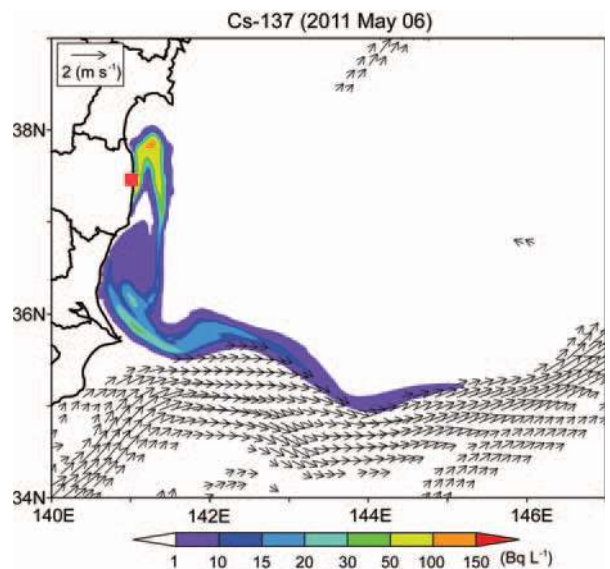 Cs-137 (2011 May 06)
2 (m s⁻¹)
38N
36N
34N
140E 142E 144E 146E
1 10 15 20 30 50 100 150 (Bq L⁻¹)